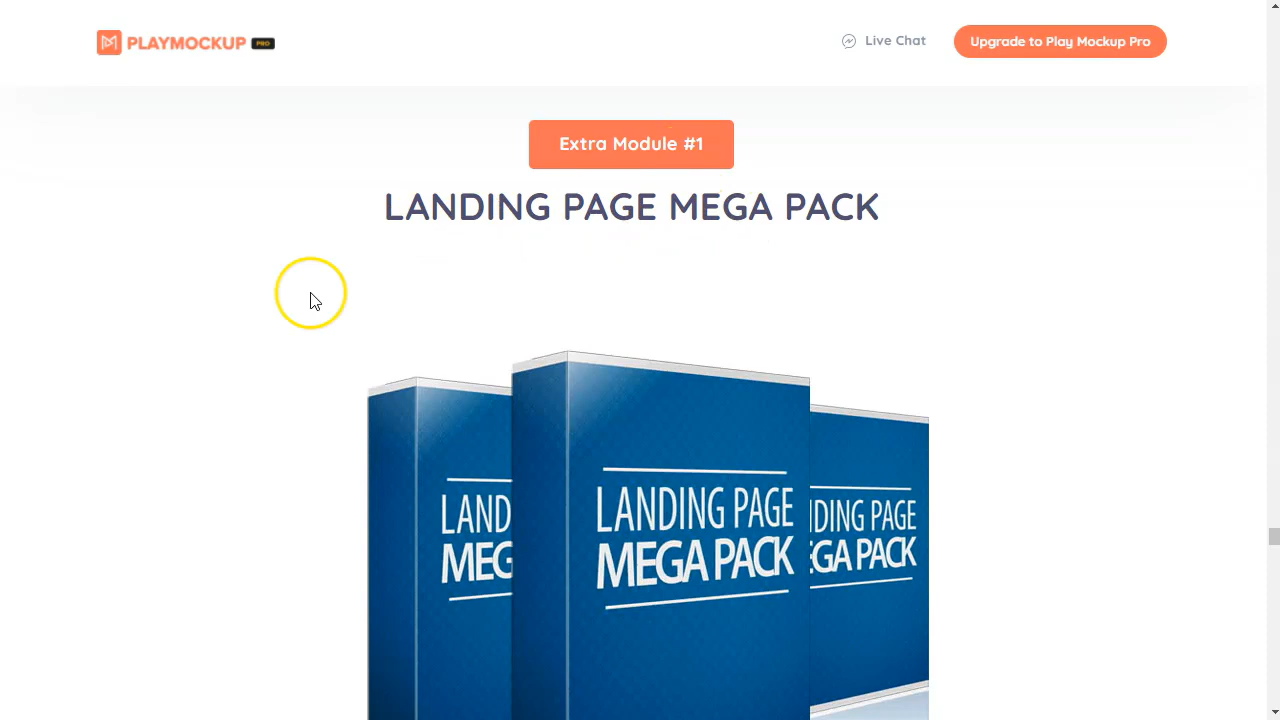 PLAYMOCKUP PRO
Live Chat
Upgrade to Play Mockup Pro
Extra Module #1
LANDING PAGE MEGA PACK
LAND
MEG
LANDING PAGE
MEGA PACK
NDING PAGE
EGA PACK